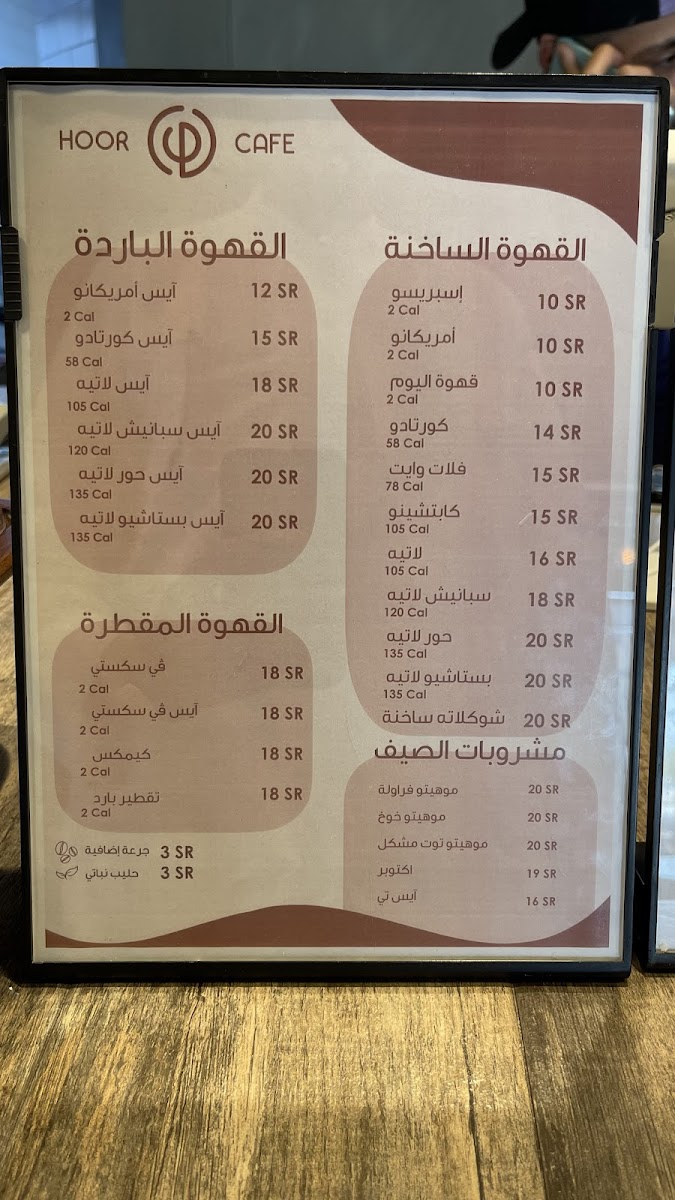 HOOR CAFE
القهوة الساخنة
إسبريسو 10 SR
2 Cal
أمريكانو 10 SR
2 Cal
قهوة اليوم 10 SR
2 Cal
كورتادو 14 SR
58 Cal
فلات وايت 15 SR
78 Cal
كابتشينو 15 SR
105 Cal
لاتيه 16 SR
105 Cal
سبانيش لاتيه 18 SR
120 Cal
حور لاتيه 20 SR
135 Cal
بستاشيو لاتيه 20 SR
135 Cal
شوكلاته ساخنة 20 SR
مشروبات الصيف
موهيتو فراولة 20 SR
موهيتو خوخ 20 SR
موهيتو توت مشكل 20 SR
اكتوبر 19 SR
آيس تي 16 SR
القهوة الباردة
آيس أمريكانو 12 SR
2 Cal
آيس كورتادو 15 SR
58 Cal
آيس لاتيه 18 SR
105 Cal
آيس سبانيش لاتيه 20 SR
120 Cal
آيس حور لاتيه 20 SR
135 Cal
آيس بستاشيو لاتيه 20 SR
135 Cal
القهوة المقطرة
ڤي سكستي 18 SR
2 Cal
آيس ڤي سكستي 18 SR
2 Cal
كيمكس 18 SR
2 Cal
تقطير بارد 18 SR
2 Cal
جرعة إضافية 3 SR
حليب نباتي 3 SR